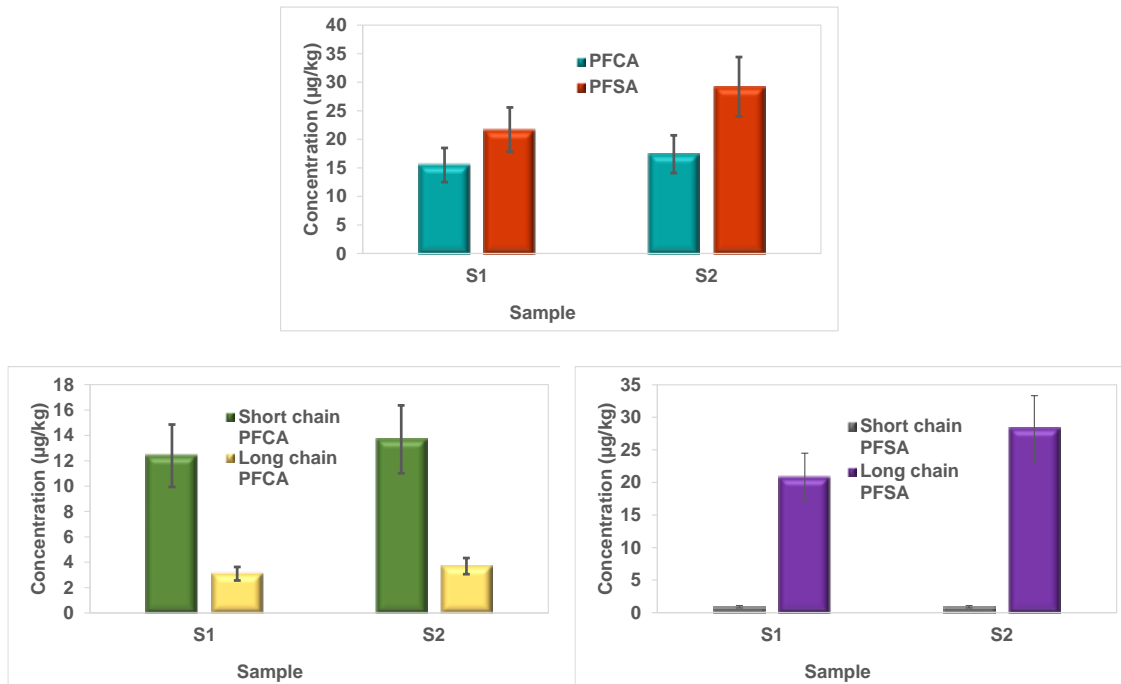 40
35
30
25
20
15
10
5
0
Concentration (µg/kg)
PFCA
PFSA
S1
S2
Sample
18
16
14
12
10
8
6
4
2
0
Concentration (µg/kg)
Short chain
PFCA
Long chain
PFCA
S1
S2
Sample
35
30
25
20
15
10
5
0
Concentration (µg/kg)
Short chain
PFSA
Long chain
PFSA
S1
S2
Sample